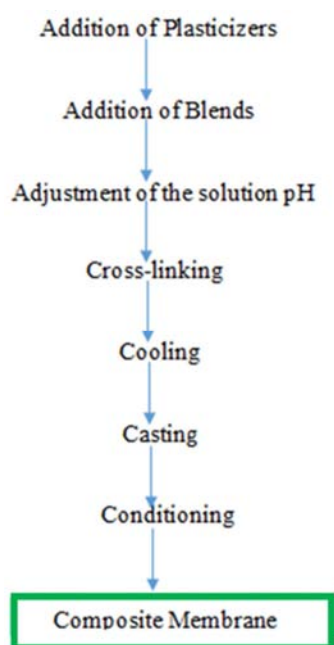 Addition of Plasticizers
Addition of Blends
Adjustment of the solution pH
Cross-linking
Cooling
Casting
Conditioning
Composite Membrane